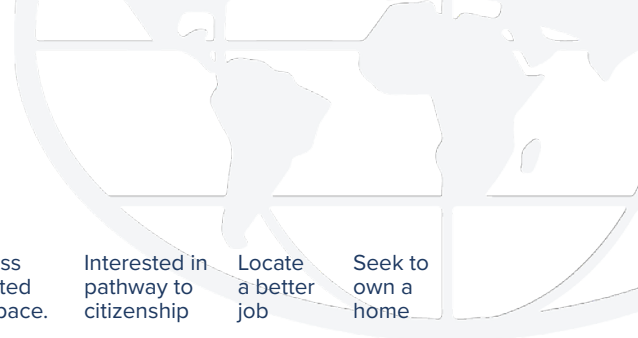 Interested in
pathway to
citizenship
Locate
a better
job
Seek to
own a
home